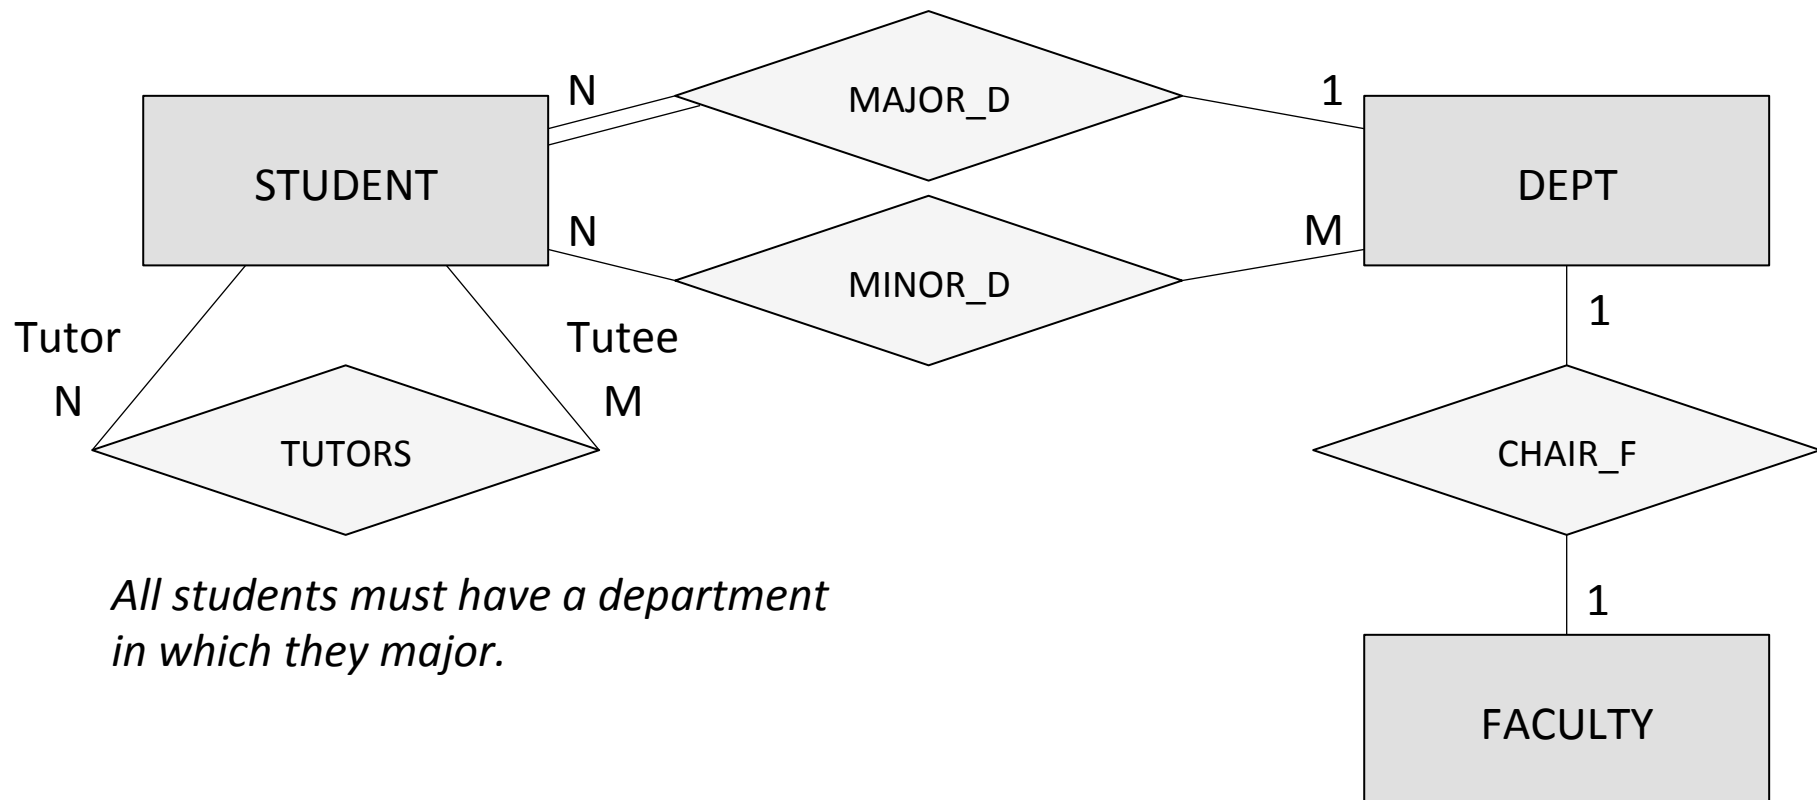 N
MAJOR_D
1
STUDENT
DEPT
N
M
MINOR_D
1
Tutor
Tutee
N
M
TUTORS
CHAIR_F
All students must have a department
in which they major.
1
FACULTY